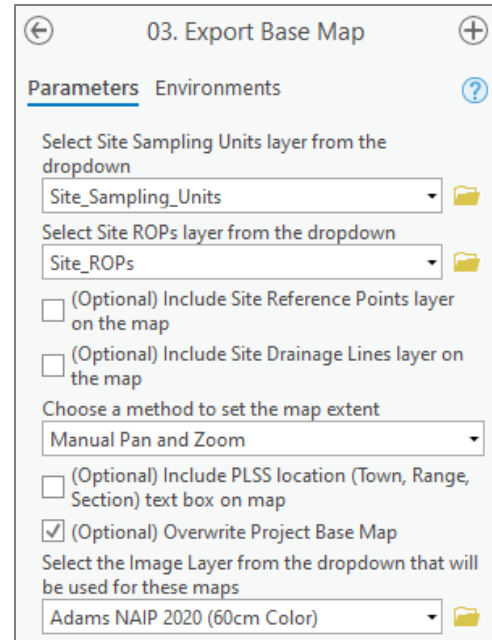 03. Export Base Map
Parameters Environments
?
Select Site Sampling Units layer from the
dropdown
Site_Sampling_Units
Select Site ROPs layer from the dropdown
Site_ROPs
(Optional) Include Site Reference Points layer
on the map
(Optional) Include Site Drainage Lines layer on
the map
Choose a method to set the map extent
Manual Pan and Zoom
(Optional) Include PLSS location (Town, Range,
Section) text box on map
(Optional) Overwrite Project Base Map
Select the Image Layer from the dropdown that will
be used for these maps
Adams NAIP 2020 (60cm Color)